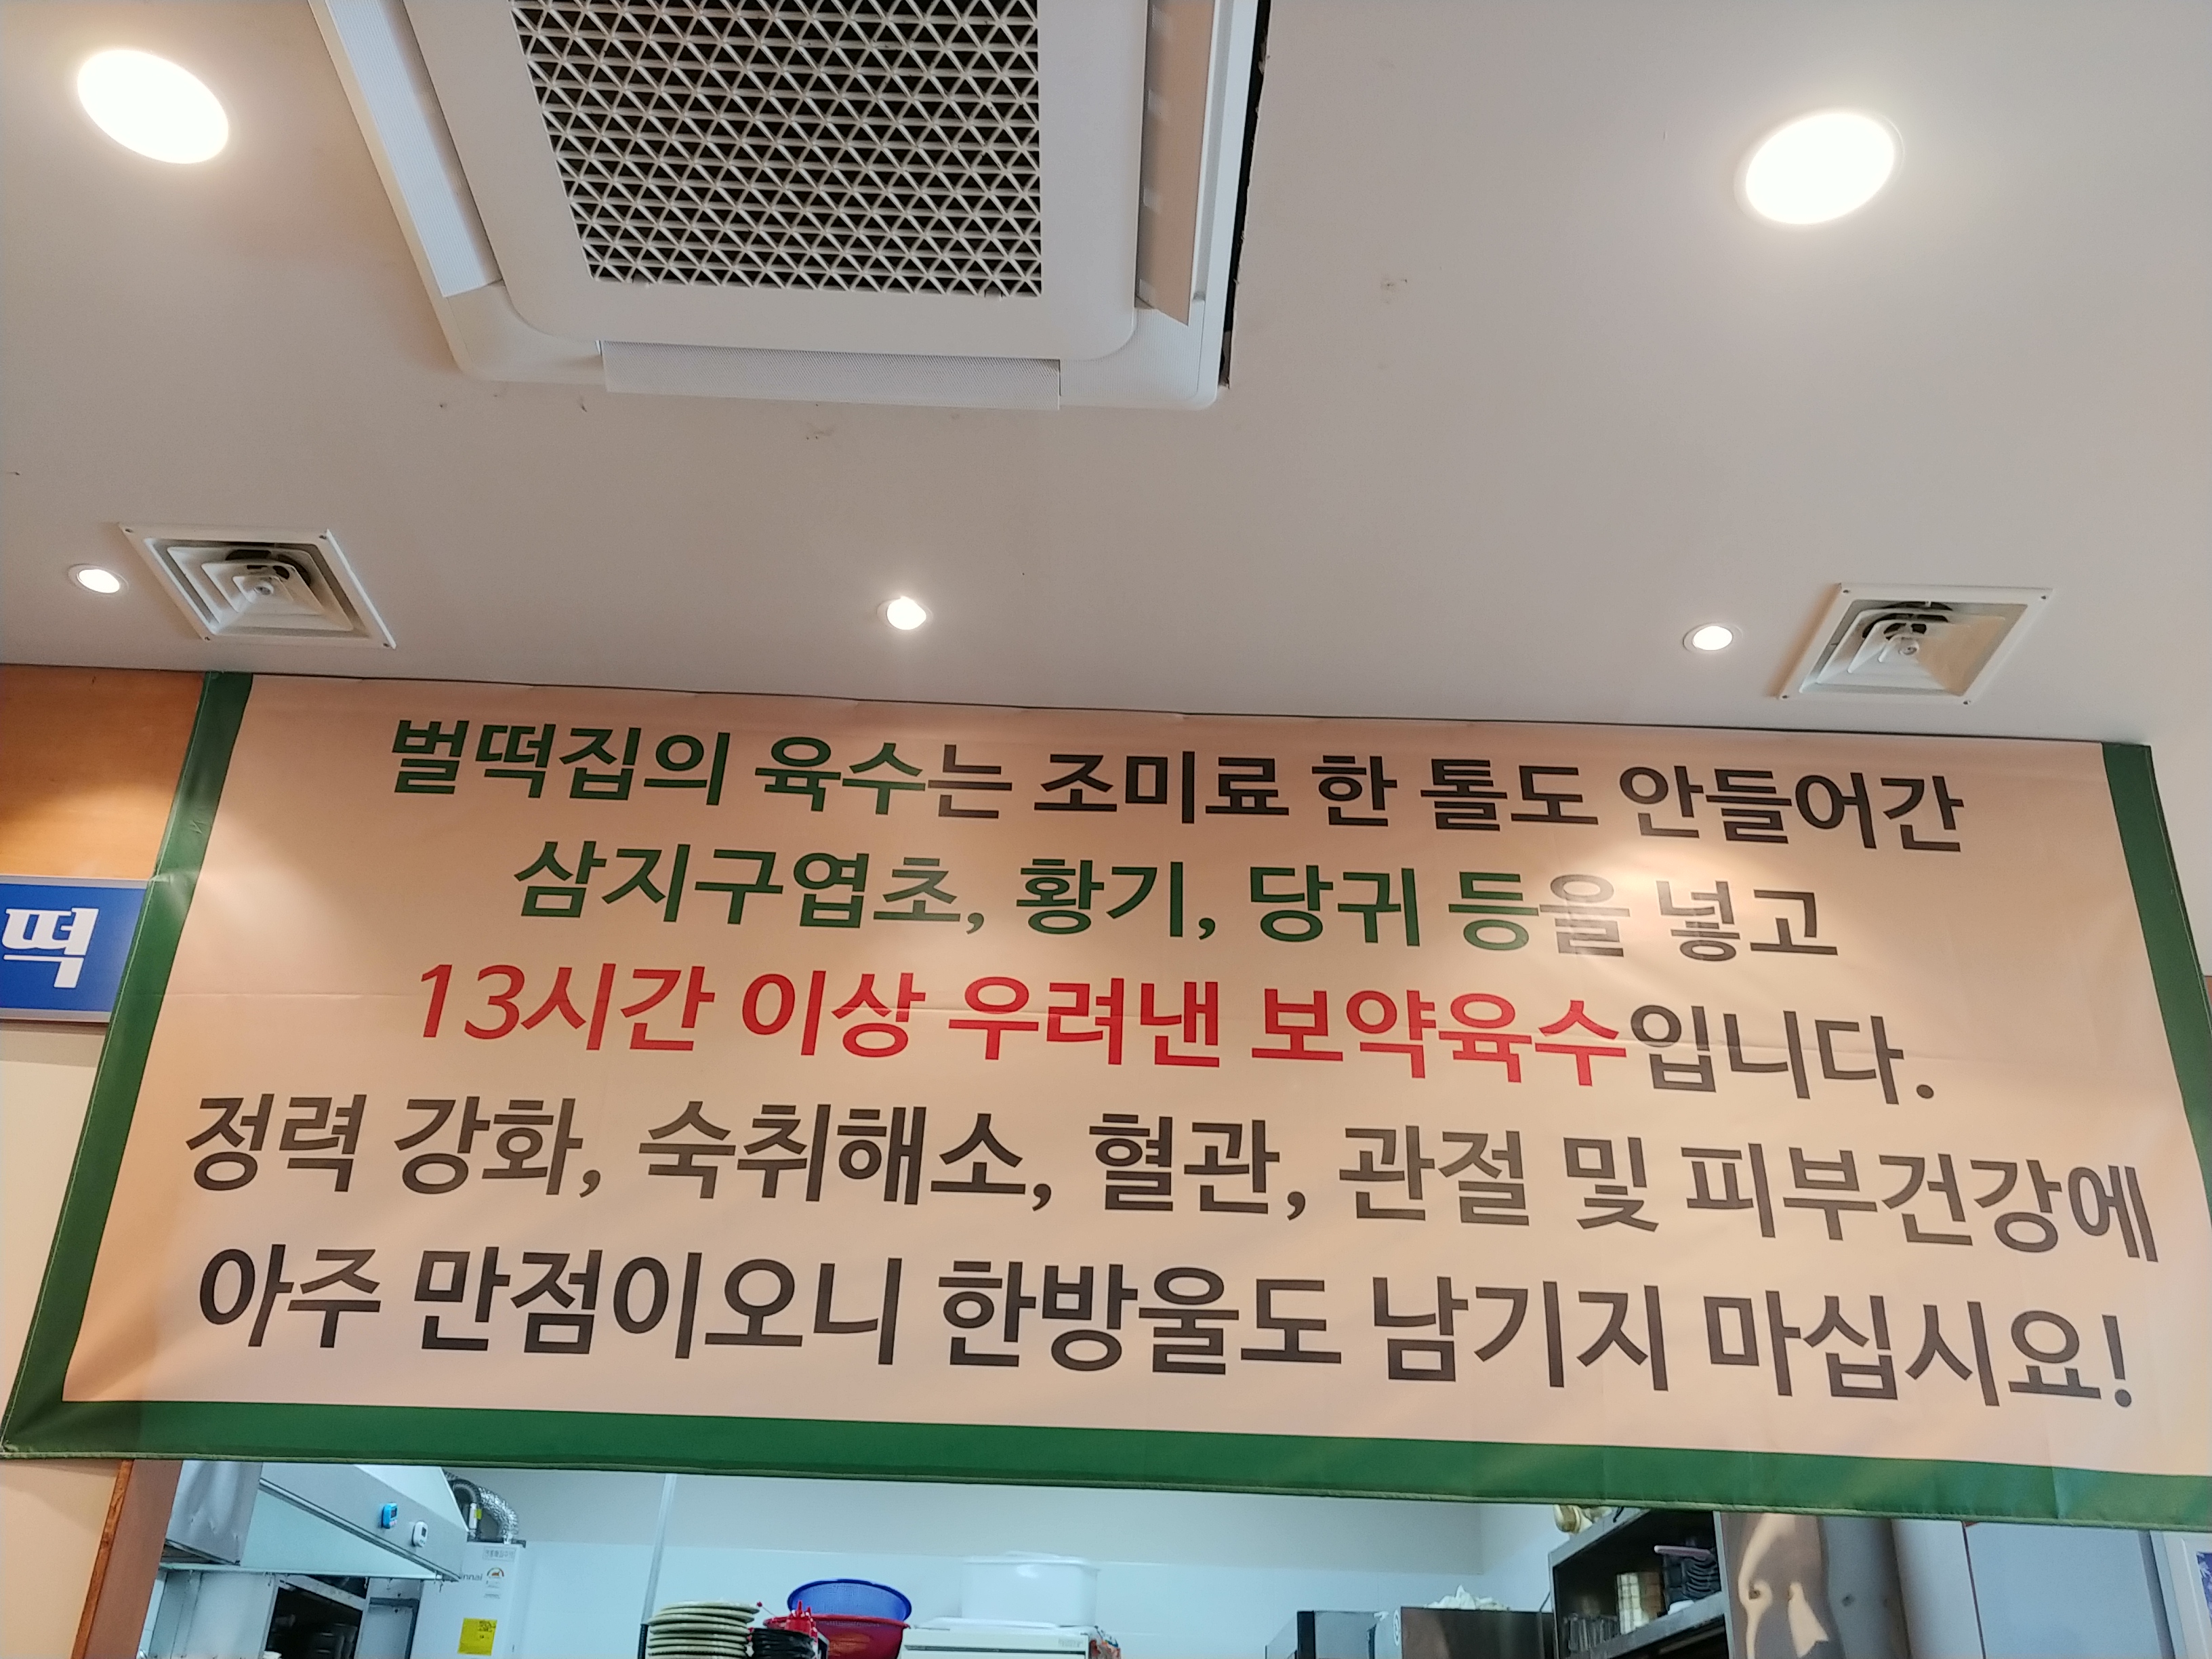 벌떡집의 육수는 조미료 한 톨도 안들어간
삼지구엽초, 황기, 당귀 등을 넣고
13시간 이상 우려낸 보약육수입니다.
정력 강화, 숙취해소, 혈관, 관절 및 피부건강에
아주 만점이오니 한방울도 남기지 마십시요!
떡